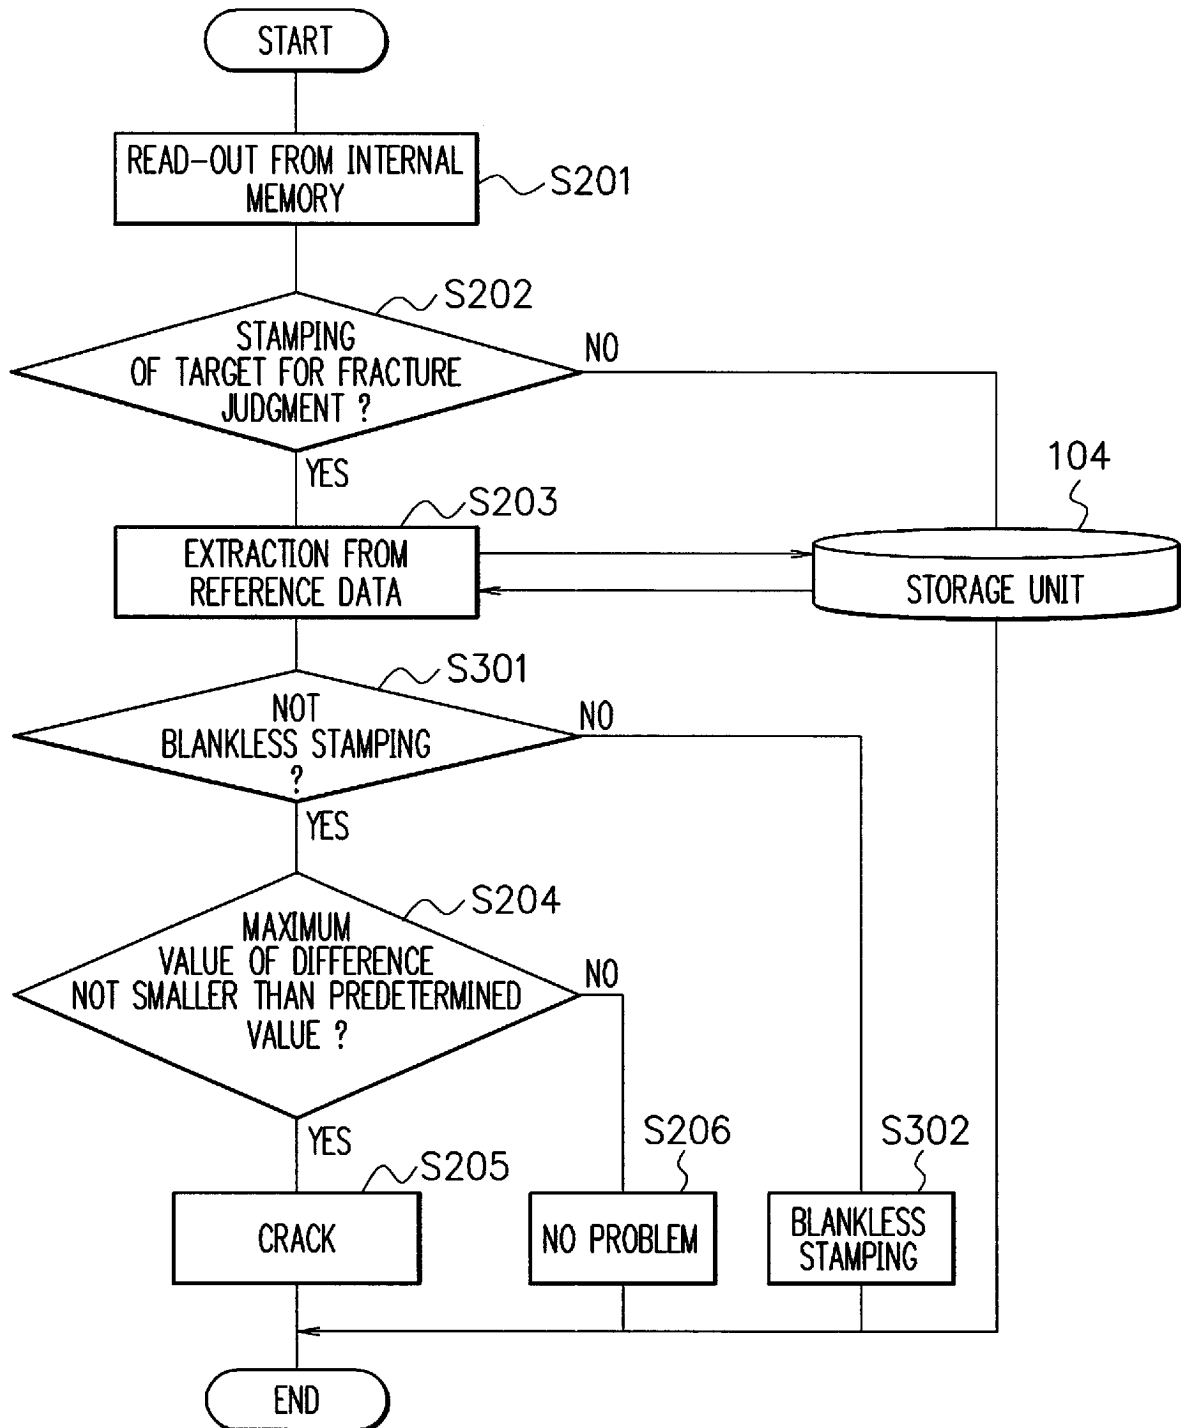 START
READ-OUT FROM INTERNAL
MEMORY
S201
S202
STAMPING
OF TARGET FOR FRACTURE
JUDGMENT ?
NO
YES
104
S203
EXTRACTION FROM
REFERENCE DATA
STORAGE UNIT
S301
NOT
BLANKLESS STAMPING
?
NO
YES
S204
MAXIMUM
VALUE OF DIFFERENCE
NOT SMALLER THAN PREDETERMINED
VALUE ?
NO
YES
S205
CRACK
S206
NO PROBLEM
S302
BLANKLESS
STAMPING
END